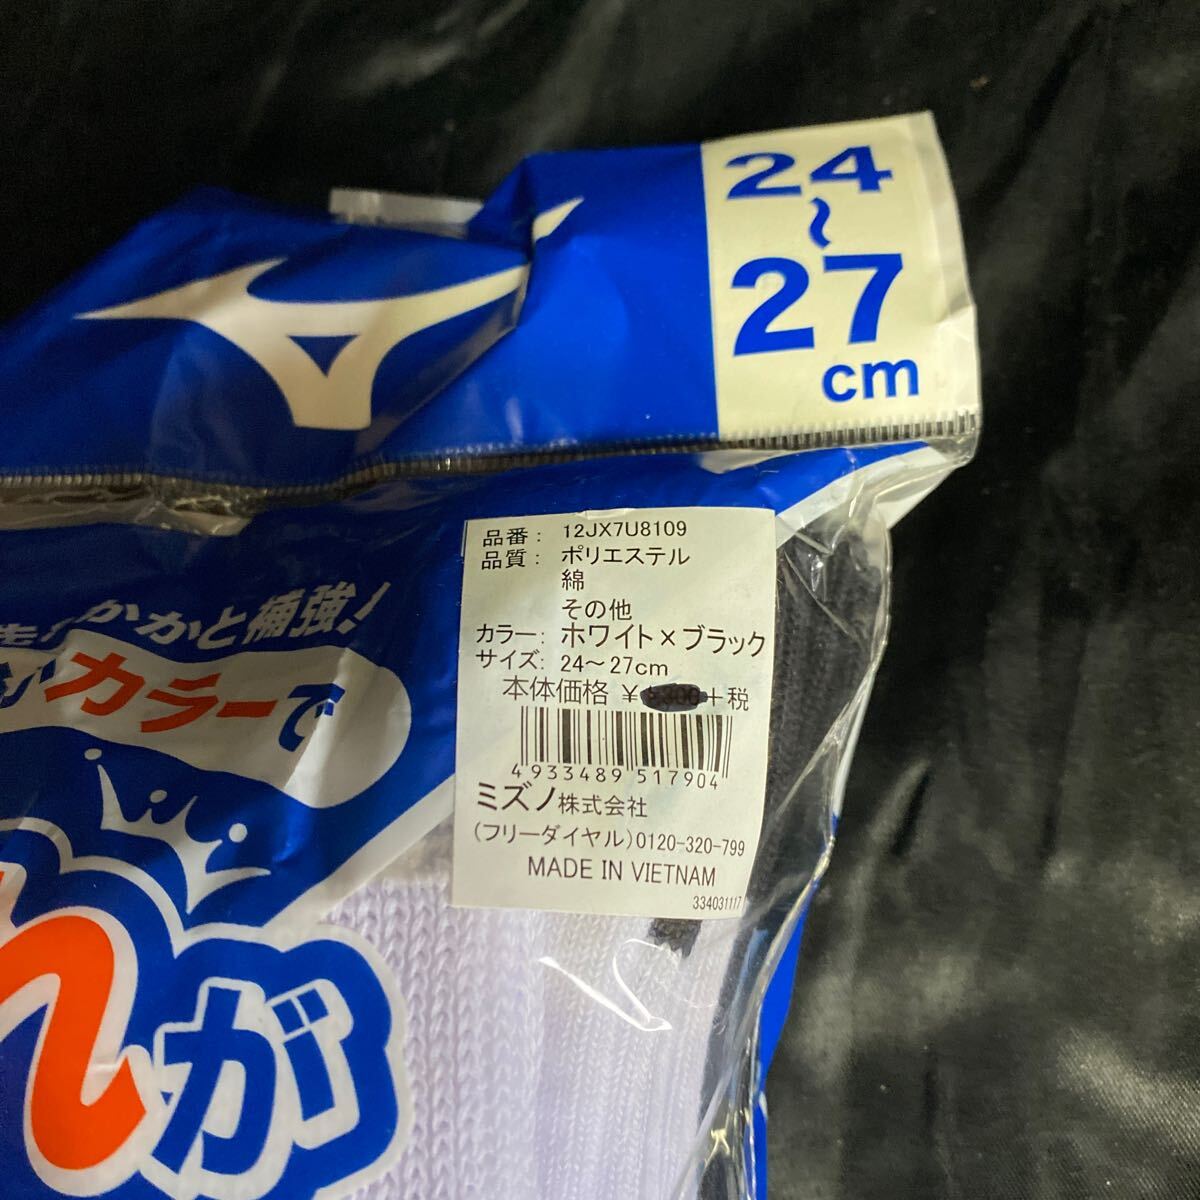 24
~
27
cm
品番: 12JX7U8109
品質: ポリエステル
綿
その他
カラー: ホワイト×ブラック
サイズ: 24~27cm
本体価格 ¥ +税
4933489517904
ミズノ株式会社
(フリーダイヤル)0120-320-799
MADE IN VIETNAM
334031117
かかと補強!
カラーで
が